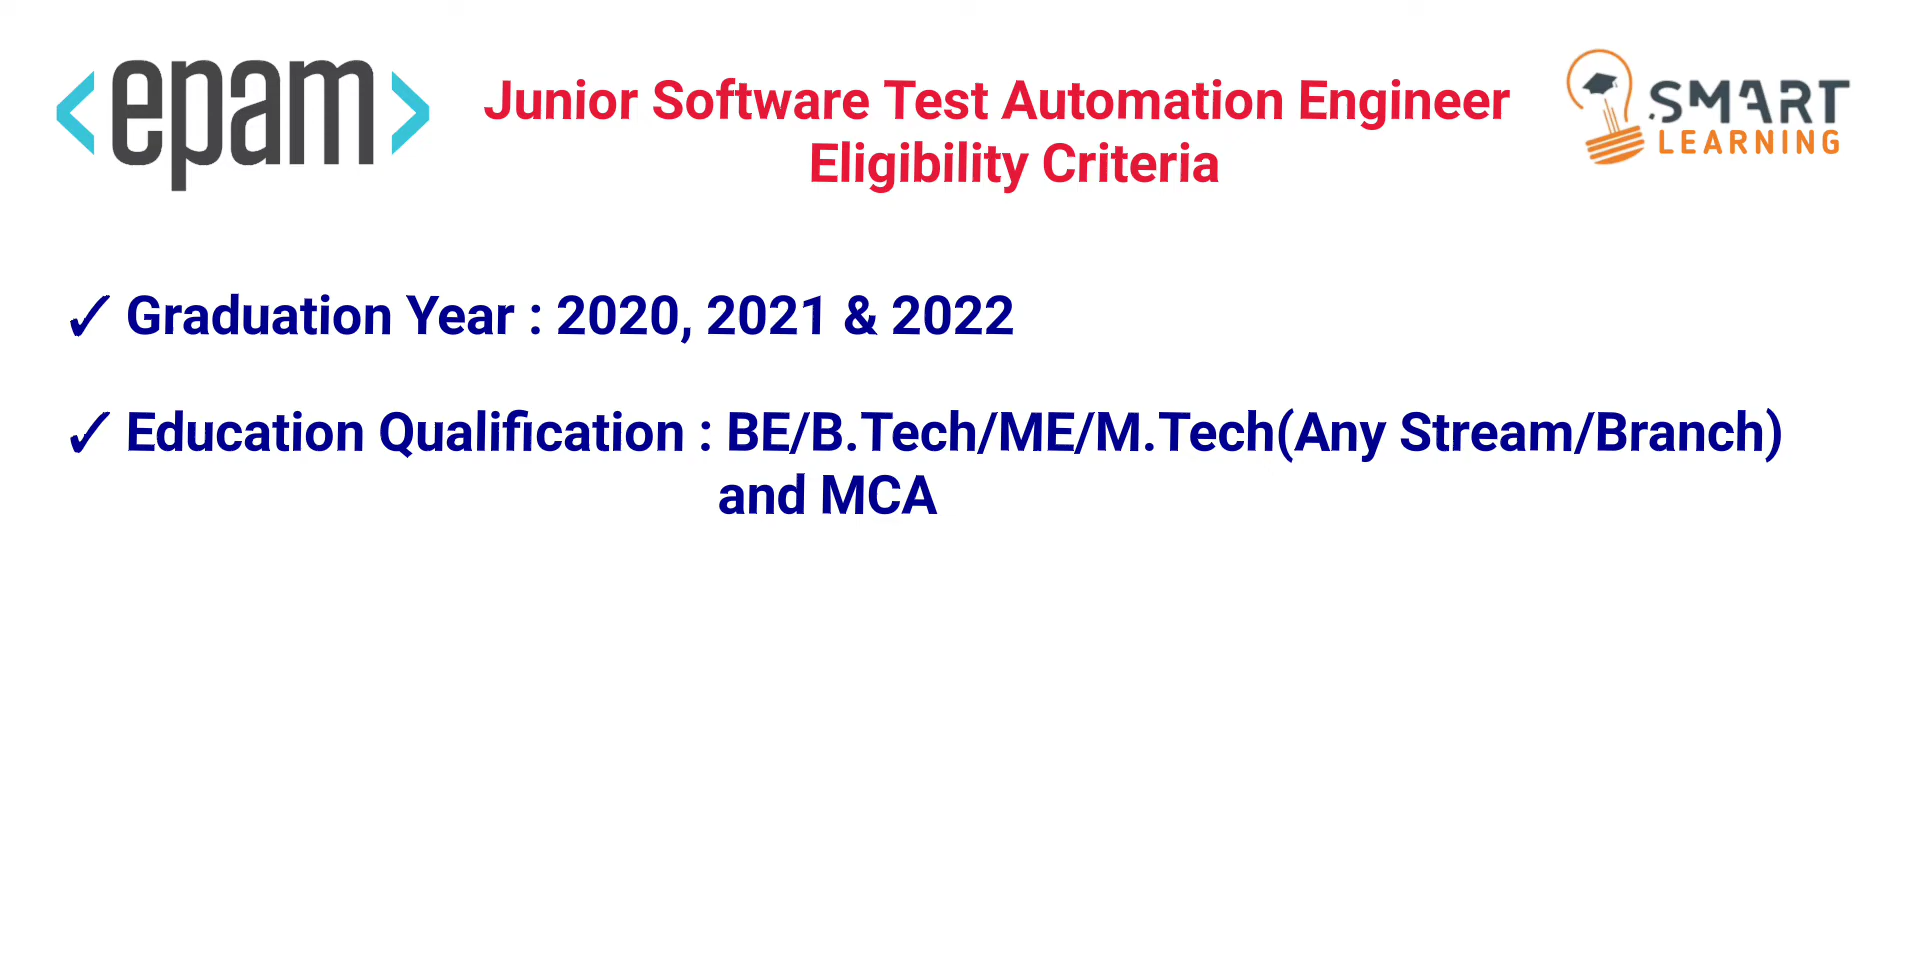 <epam>
Junior Software Test Automation Engineer
Eligibility Criteria
SMART
LEARNING
✓ Graduation Year : 2020, 2021 & 2022
✓ Education Qualification : BE/B.Tech/ME/M.Tech(Any Stream/Branch)
and MCA